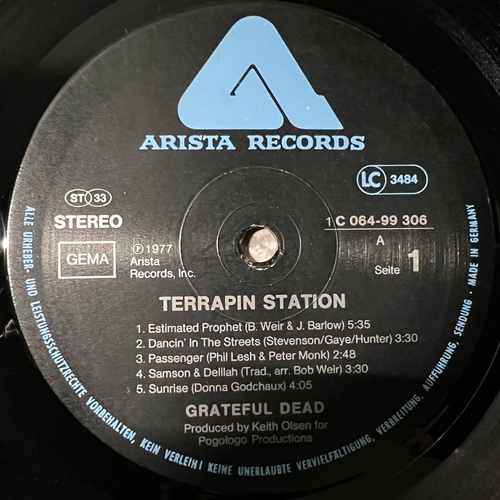 ARISTA RECORDS
LC 3484
ST 33
STEREO
1 C 064-99 306
GEMA
℗ 1977
Arista
Records, Inc.
A
Seite 1
TERRAPIN STATION
1. Estimated Prophet (B. Weir & J. Barlow) 5:35
2. Dancin' In The Streets (Stevenson/Gaye/Hunter) 3:30
3. Passenger (Phil Lesh & Peter Monk) 2:48
4. Samson & Delilah (Trad., arr. Bob Weir) 3:30
5. Sunrise (Donna Godchaux) 4:05
GRATEFUL DEAD
Produced by Keith Olsen for
Pogologo Productions
ALLE URHEBER- UND LEISTUNGSSCHUTZRECHTE VORBEHALTEN, KEIN VERLEIH! KEINE UNERLAUBTE VERVIELFÄLTIGUNG, VERBREITUNG, AUFFÜHRUNG, SENDUNG · MADE IN GERMANY